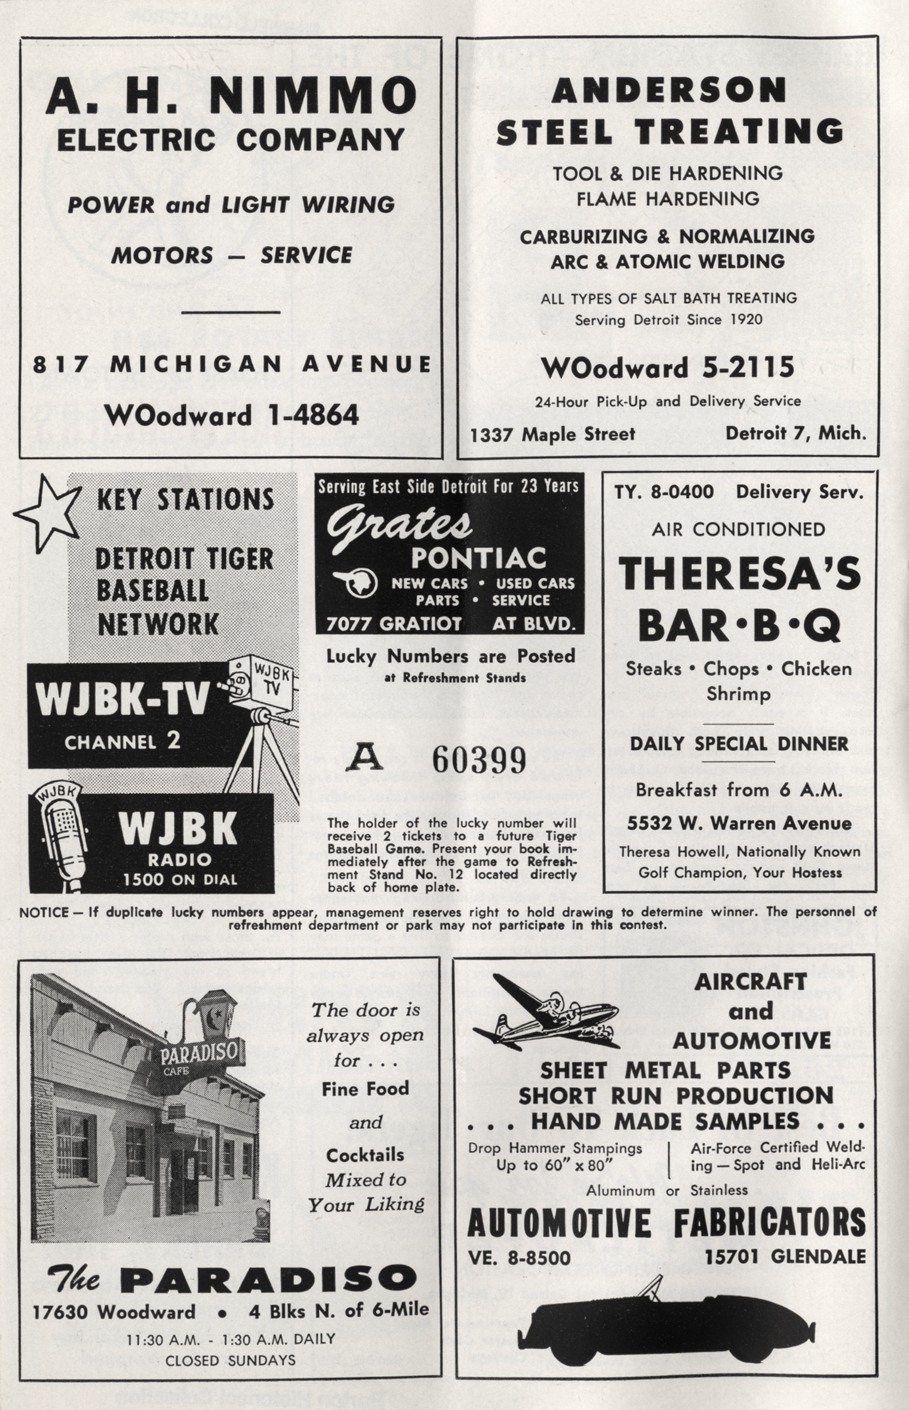 A. H. NIMMO
ELECTRIC COMPANY
POWER and LIGHT WIRING
MOTORS — SERVICE
817 MICHIGAN AVENUE
WOodward 1-4864
ANDERSON
STEEL TREATING
TOOL & DIE HARDENING
FLAME HARDENING
CARBURIZING & NORMALIZING
ARC & ATOMIC WELDING
ALL TYPES OF SALT BATH TREATING
Serving Detroit Since 1920
WOodward 5-2115
24-Hour Pick-Up and Delivery Service
1337 Maple Street Detroit 7, Mich.
KEY STATIONS
DETROIT TIGER
BASEBALL
NETWORK
WJBK-TV
CHANNEL 2
WJBK
TV
WJBK
WJBK
RADIO
1500 ON DIAL
Serving East Side Detroit For 23 Years
Grates
PONTIAC
NEW CARS • USED CARS
PARTS • SERVICE
7077 GRATIOT AT BLVD.
Lucky Numbers are Posted
at Refreshment Stands
A 60399
The holder of the lucky number will
receive 2 tickets to a future Tiger
Baseball Game. Present your book im-
mediately after the game to Refresh-
ment Stand No. 12 located directly
back of home plate.
TY. 8-0400 Delivery Serv.
AIR CONDITIONED
THERESA'S
BAR•B•Q
Steaks • Chops • Chicken
Shrimp
DAILY SPECIAL DINNER
Breakfast from 6 A.M.
5532 W. Warren Avenue
Theresa Howell, Nationally Known
Golf Champion, Your Hostess
NOTICE — If duplicate lucky numbers appear, management reserves right to hold drawing to determine winner. The personnel of
refreshment department or park may not participate in this contest.
PARADISO
CAFE
The door is
always open
for . . .
Fine Food
and
Cocktails
Mixed to
Your Liking
The PARADISO
17630 Woodward • 4 Blks N. of 6-Mile
11:30 A.M. - 1:30 A.M. DAILY
CLOSED SUNDAYS
AIRCRAFT
and
AUTOMOTIVE
SHEET METAL PARTS
SHORT RUN PRODUCTION
. . . HAND MADE SAMPLES . . .
Drop Hammer Stampings
Up to 60" x 80"
Air-Force Certified Weld-
ing — Spot and Heli-Arc
Aluminum or Stainless
AUTOMOTIVE FABRICATORS
VE. 8-8500 15701 GLENDALE